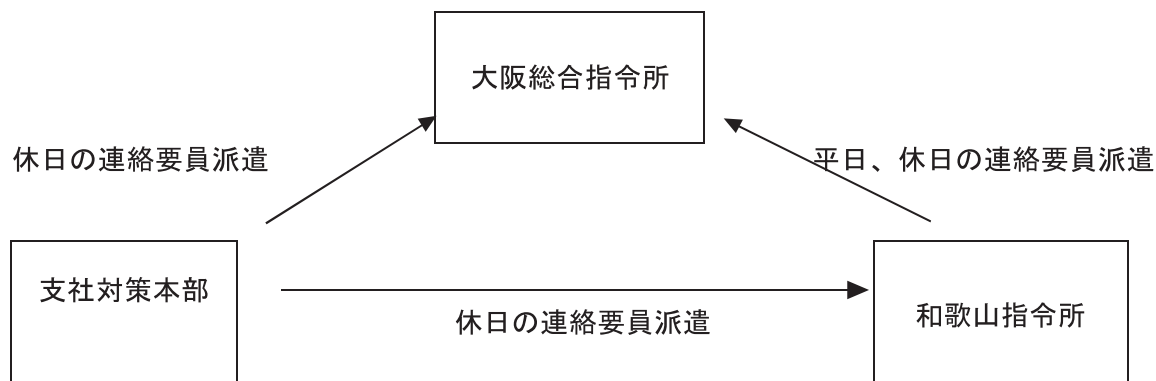 大阪総合指令所
休日の連絡要員派遣
平日、休日の連絡要員派遣
支社対策本部
休日の連絡要員派遣
和歌山指令所